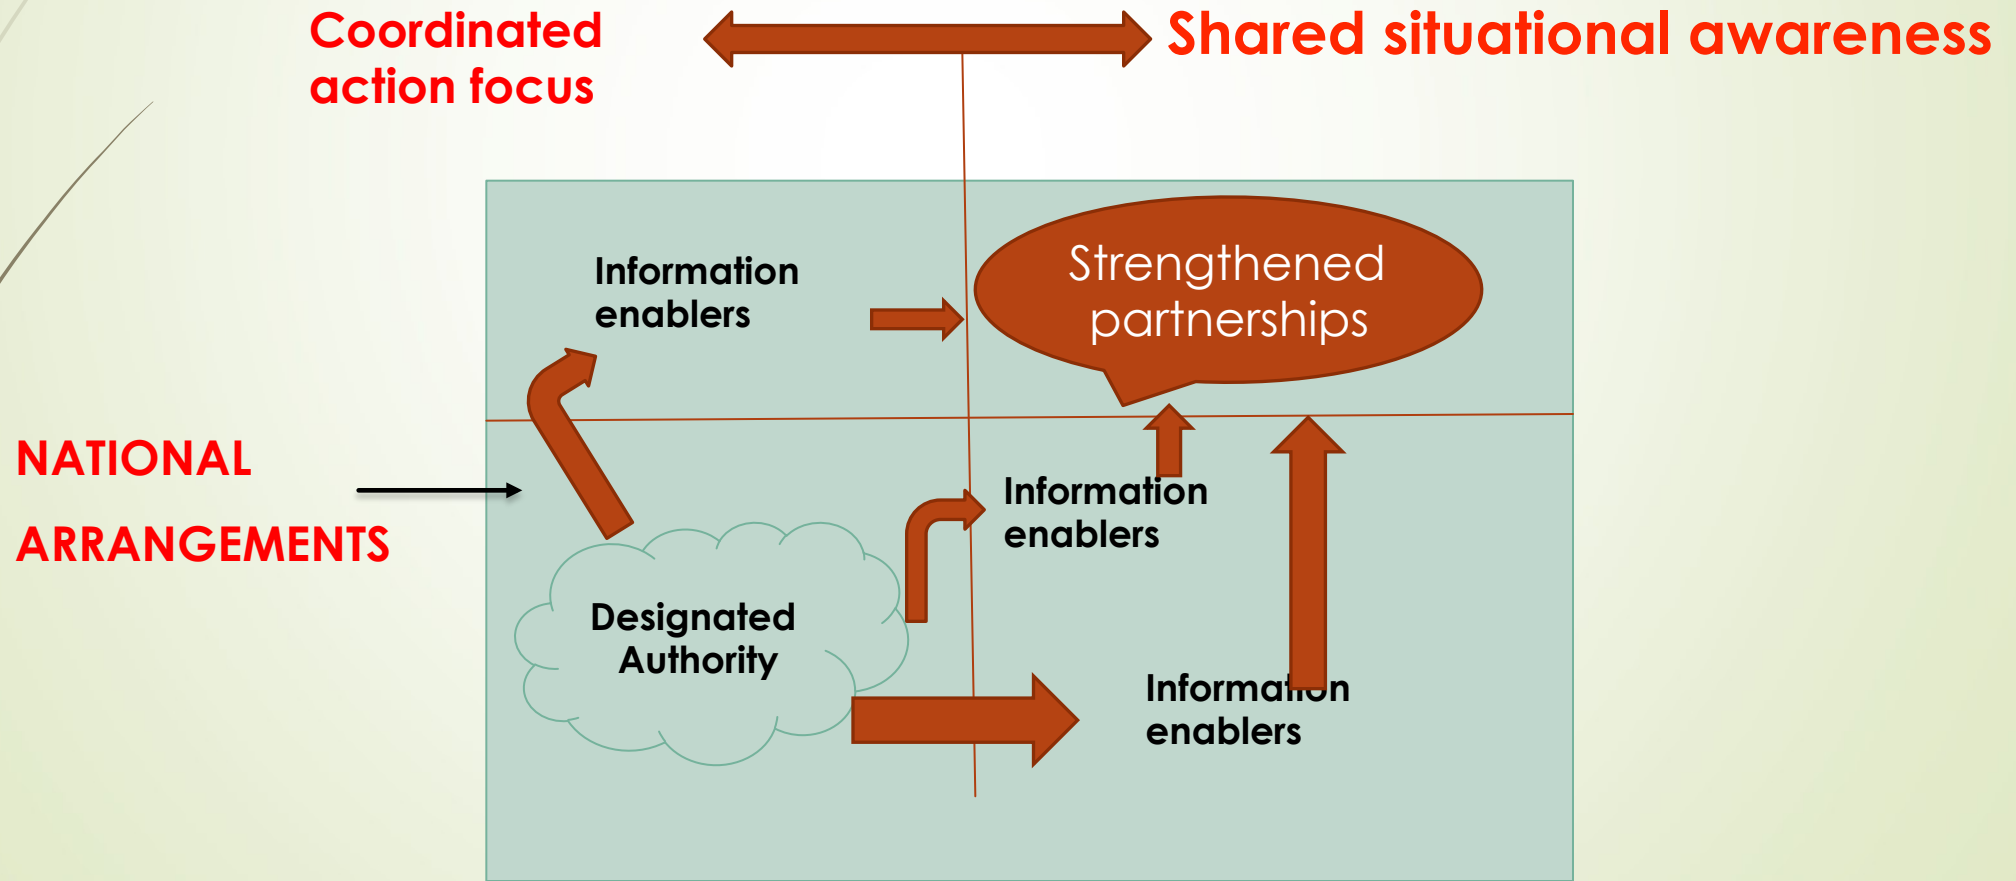 Coordinated
action focus
Shared situational awareness
Information
enablers
Strengthened
partnerships
NATIONAL
ARRANGEMENTS
Information
enablers
Designated
Authority
Information
enablers